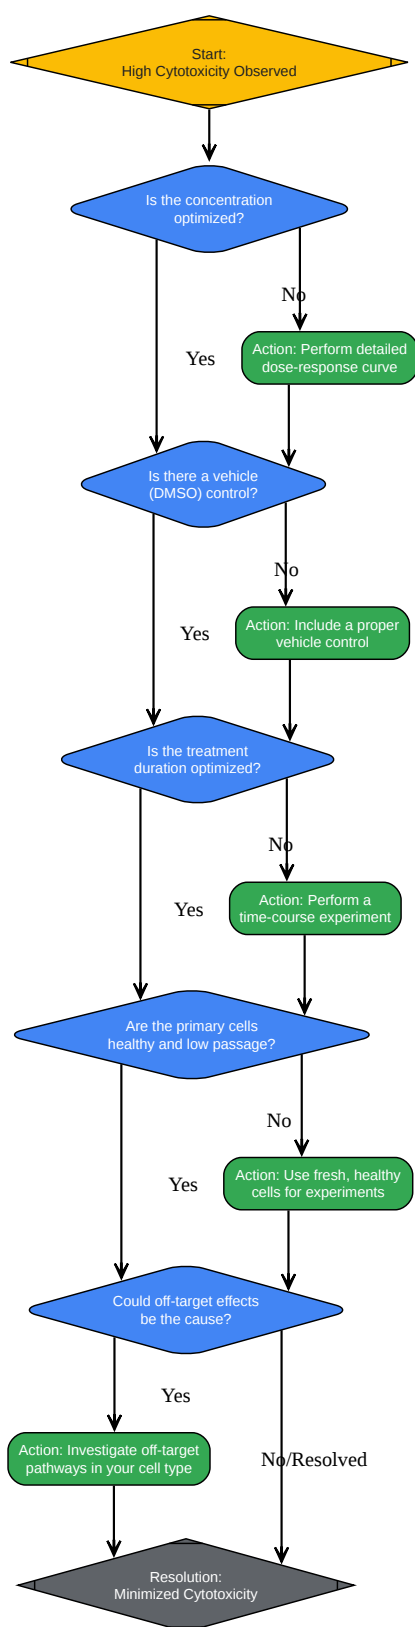 Start:
High Cytotoxicity Observed
Is the concentration
optimized?
No
Yes
Action: Perform detailed
dose-response curve
Is there a vehicle
(DMSO) control?
No
Yes
Action: Include a proper
vehicle control
Is the treatment
duration optimized?
No
Yes
Action: Perform a
time-course experiment
Are the primary cells
healthy and low passage?
No
Yes
Action: Use fresh, healthy
cells for experiments
Could off-target effects
be the cause?
Yes
Action: Investigate off-target
pathways in your cell type
No/Resolved
Resolution:
Minimized Cytotoxicity